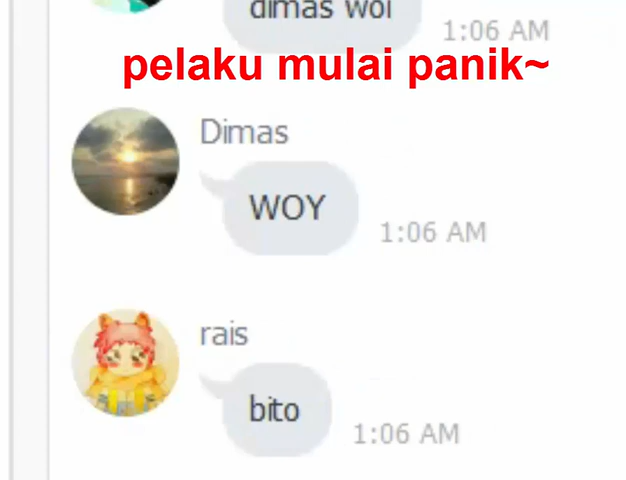 dimas woi
1:06 AM
pelaku mulai panik~
Dimas
WOY
1:06 AM
rais
bito
1:06 AM